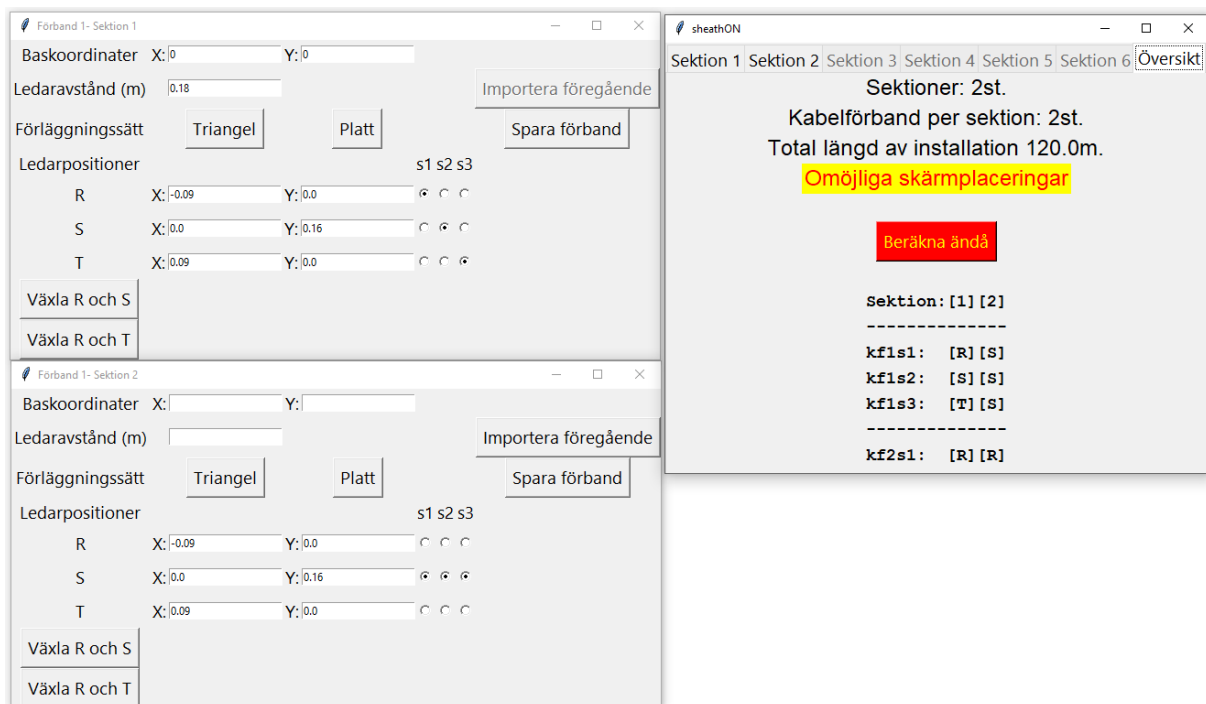 Förband 1- Sektion 1
Baskoordinater X: 0 Y: 0
Ledaravstånd (m) 0.18 Importera föregående
Förläggningssätt Triangel Platt Spara förband
Ledarpositioner s1 s2 s3
R X: -0.09 Y: 0.0
S X: 0.0 Y: 0.16
T X: 0.09 Y: 0.0
Växla R och S
Växla R och T
Förband 1- Sektion 2
Baskoordinater X: Y:
Ledaravstånd (m) Importera föregående
Förläggningssätt Triangel Platt Spara förband
Ledarpositioner s1 s2 s3
R X: -0.09 Y: 0.0
S X: 0.0 Y: 0.16
T X: 0.09 Y: 0.0
Växla R och S
Växla R och T
sheathON
Sektion 1 Sektion 2 Sektion 3 Sektion 4 Sektion 5 Sektion 6 Översikt
Sektioner: 2st.
Kabelförband per sektion: 2st.
Total längd av installation 120.0m.
Omöjliga skärmplaceringar
Beräkna ändå
Sektion:[1][2]
--------------
kf1s1: [R][S]
kf1s2: [S][S]
kf1s3: [T][S]
--------------
kf2s1: [R][R]